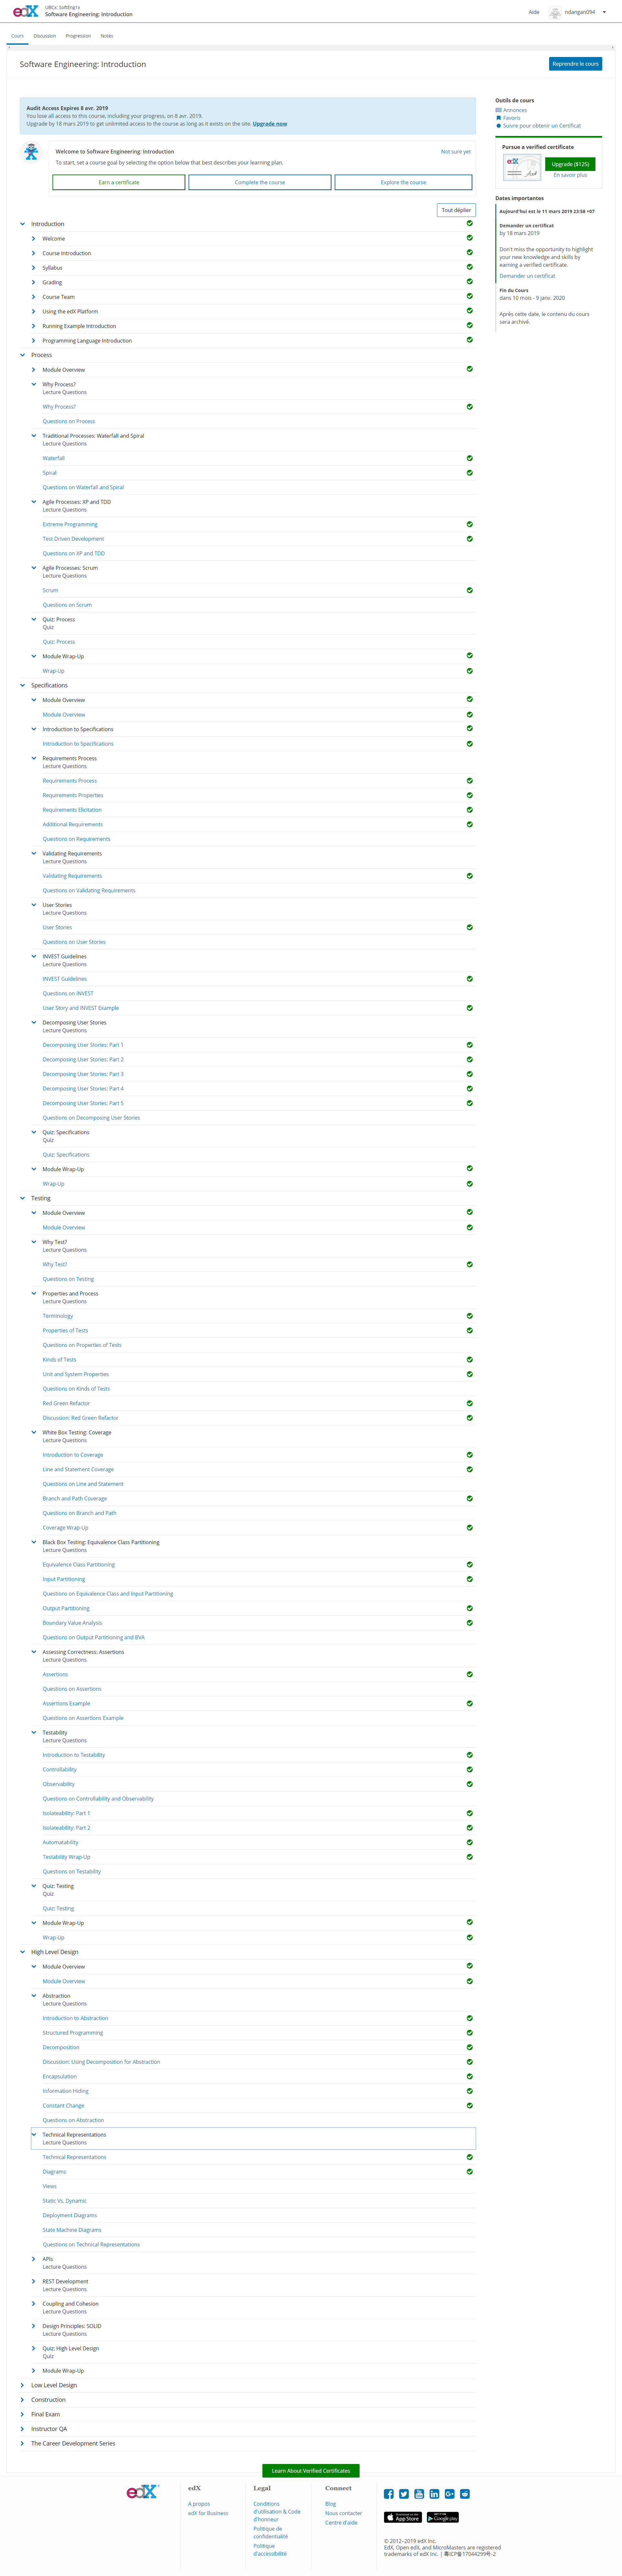 edX
UBCx: SoftEng1x
Software Engineering: Introduction
Aide
ndangani094
Cours
Discussion
Progression
Notes
Software Engineering: Introduction
Reprendre le cours
Audit Access Expires 8 avr. 2019
You lose all access to this course, including your progress, on 8 avr. 2019.
Upgrade by 18 mars 2019 to get unlimited access to the course as long as it exists on the site. Upgrade now
Welcome to Software Engineering: Introduction
Not sure yet
To start, set a course goal by selecting the option below that best describes your learning plan.
Earn a certificate
Complete the course
Explore the course
Tout déplier
Introduction
Welcome
Course Introduction
Syllabus
Grading
Course Team
Using the edX Platform
Running Example Introduction
Programming Language Introduction
Process
Module Overview
Why Process?
Lecture Questions
Why Process?
Questions on Process
Traditional Processes: Waterfall and Spiral
Lecture Questions
Waterfall
Spiral
Questions on Waterfall and Spiral
Agile Processes: XP and TDD
Lecture Questions
Extreme Programming
Test Driven Development
Questions on XP and TDD
Agile Processes: Scrum
Lecture Questions
Scrum
Questions on Scrum
Quiz: Process
Quiz
Quiz: Process
Module Wrap-Up
Wrap-Up
Specifications
Module Overview
Module Overview
Introduction to Specifications
Introduction to Specifications
Requirements Process
Lecture Questions
Requirements Process
Requirements Properties
Requirements Elicitation
Additional Requirements
Questions on Requirements
Validating Requirements
Lecture Questions
Validating Requirements
Questions on Validating Requirements
User Stories
Lecture Questions
User Stories
Questions on User Stories
INVEST Guidelines
Lecture Questions
INVEST Guidelines
Questions on INVEST
User Story and INVEST Example
Decomposing User Stories
Lecture Questions
Decomposing User Stories: Part 1
Decomposing User Stories: Part 2
Decomposing User Stories: Part 3
Decomposing User Stories: Part 4
Decomposing User Stories: Part 5
Questions on Decomposing User Stories
Quiz: Specifications
Quiz
Quiz: Specifications
Module Wrap-Up
Wrap-Up
Testing
Module Overview
Module Overview
Why Test?
Lecture Questions
Why Test?
Questions on Testing
Properties and Process
Lecture Questions
Terminology
Properties of Tests
Questions on Properties of Tests
Kinds of Tests
Unit and System Properties
Questions on Kinds of Tests
Red Green Refactor
Discussion: Red Green Refactor
White Box Testing: Coverage
Lecture Questions
Introduction to Coverage
Line and Statement Coverage
Questions on Line and Statement
Branch and Path Coverage
Questions on Branch and Path
Coverage Wrap-Up
Black Box Testing: Equivalence Class Partitioning
Lecture Questions
Equivalence Class Partitioning
Input Partitioning
Questions on Equivalence Class and Input Partitioning
Output Partitioning
Boundary Value Analysis
Questions on Output Partitioning and BVA
Assessing Correctness: Assertions
Lecture Questions
Assertions
Questions on Assertions
Assertions Example
Questions on Assertions Example
Testability
Lecture Questions
Introduction to Testability
Controllability
Observability
Questions on Controllability and Observability
Isolateability: Part 1
Isolateability: Part 2
Automatability
Testability Wrap-Up
Questions on Testability
Quiz: Testing
Quiz
Quiz: Testing
Module Wrap-Up
Wrap-Up
High Level Design
Module Overview
Module Overview
Abstraction
Lecture Questions
Introduction to Abstraction
Structured Programming
Decomposition
Discussion: Using Decomposition for Abstraction
Encapsulation
Information Hiding
Constant Change
Questions on Abstraction
Technical Representations
Lecture Questions
Technical Representations
Diagrams
Views
Static Vs. Dynamic
Deployment Diagrams
State Machine Diagrams
Questions on Technical Representations
APIs
Lecture Questions
REST Development
Lecture Questions
Coupling and Cohesion
Lecture Questions
Design Principles: SOLID
Lecture Questions
Quiz: High Level Design
Quiz
Module Wrap-Up
Low Level Design
Construction
Final Exam
Instructor QA
The Career Development Series
Outils de cours
Annonces
Favoris
Suivre pour obtenir un Certificat
Pursue a verified certificate
edX
Upgrade ($125)
En savoir plus
Dates importantes
Aujourd'hui est le 11 mars 2019 23:58 +07
Demander un certificat
by 18 mars 2019
Don't miss the opportunity to highlight
your new knowledge and skills by
earning a verified certificate.
Demander un certificat
Fin du Cours
dans 10 mois - 9 janv. 2020
Après cette date, le contenu du cours
sera archivé.
Learn About Verified Certificates
edX
edX
A propos
edX for Business
Legal
Conditions
d'utilisation & Code
d'honneur
Politique de
confidentialité
Politique
d'accessibilité
Connect
Blog
Nous contacter
Centre d'aide
App Store
Google play
© 2012–2019 edX Inc.
EdX, Open edX, and MicroMasters are registered
trademarks of edX Inc. | 粤ICP备17044299号-2